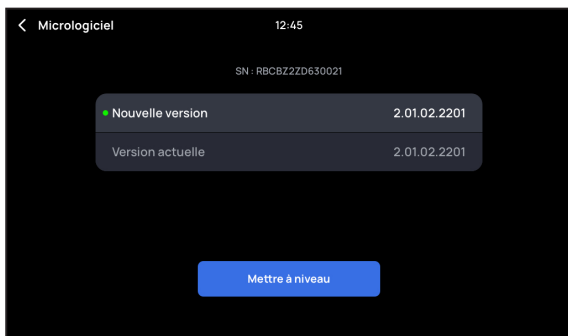 Micrologiciel 12:45
SN : RBCBZ2ZD630021
Nouvelle version 2.01.02.2201
Version actuelle 2.01.02.2201
Mettre à niveau